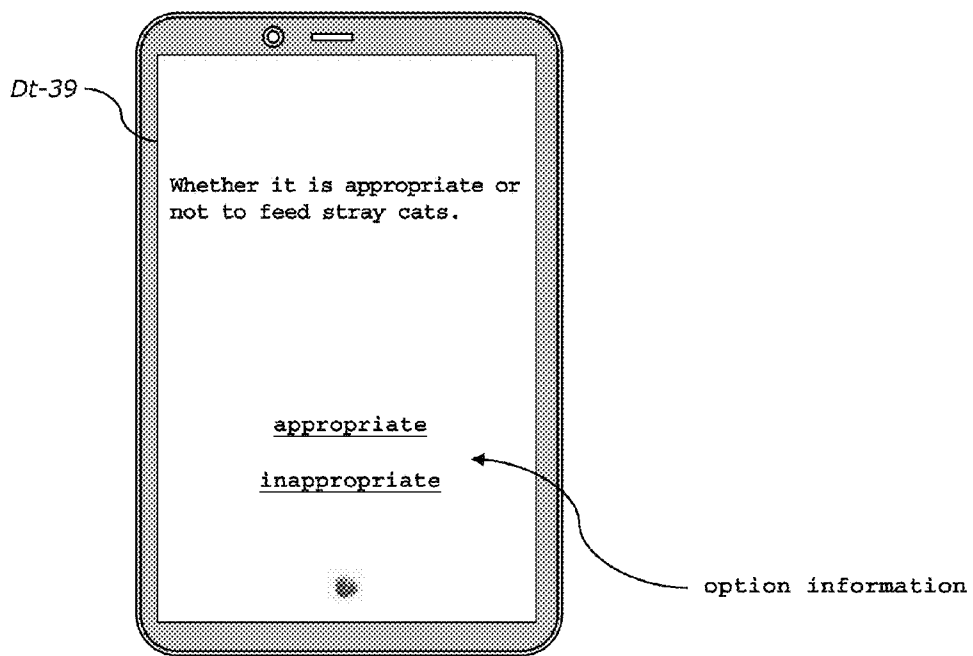 Dt-39
Whether it is appropriate or
not to feed stray cats.
appropriate
inappropriate
option information